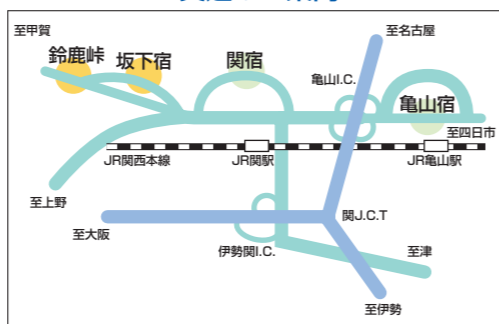 至甲賀
鈴鹿峠
坂下宿
関宿
至名古屋
亀山I.C.
亀山宿
至四日市
JR関西本線
JR関駅
JR亀山駅
至上野
至大阪
関J.C.T
伊勢関I.C.
至津
至伊勢